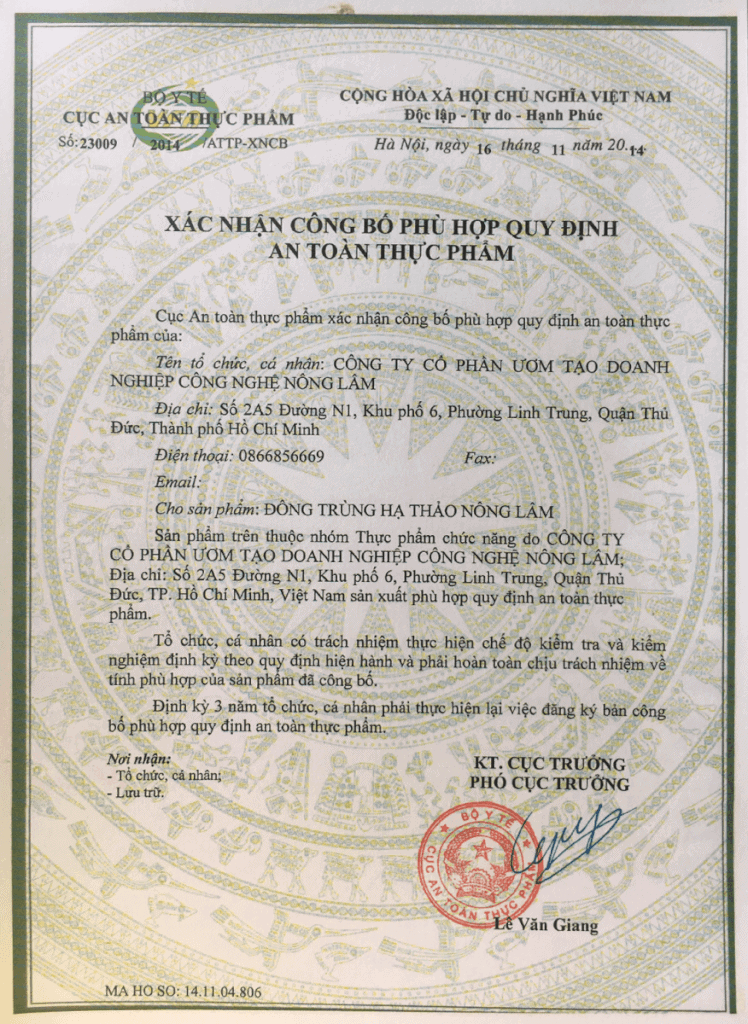 BỘ Y TẾ
CỤC AN TOÀN THỰC PHẨM
Số:23009 / 2014 /ATTP-XNCB
CỘNG HÒA XÃ HỘI CHỦ NGHĨA VIỆT NAM
Độc lập - Tự do - Hạnh Phúc
Hà Nội, ngày 16 tháng 11 năm 20.14.
XÁC NHẬN CÔNG BỐ PHÙ HỢP QUY ĐỊNH
AN TOÀN THỰC PHẨM
Cục An toàn thực phẩm xác nhận công bố phù hợp quy định an toàn thực
phẩm của:
Tên tổ chức, cá nhân: CÔNG TY CỔ PHẦN ƯƠM TẠO DOANH
NGHIỆP CÔNG NGHỆ NÔNG LÂM
Địa chỉ: Số 2A5 Đường N1, Khu phố 6, Phường Linh Trung, Quận Thủ
Đức, Thành phố Hồ Chí Minh
Điện thoại: 0866856669 Fax:
Email:
Cho sản phẩm: ĐÔNG TRÙNG HẠ THẢO NÔNG LÂM
Sản phẩm trên thuộc nhóm Thực phẩm chức năng do CÔNG TY
CỔ PHẦN ƯƠM TẠO DOANH NGHIỆP CÔNG NGHỆ NÔNG LÂM;
Địa chỉ: Số 2A5 Đường N1, Khu phố 6, Phường Linh Trung, Quận Thủ
Đức, TP. Hồ Chí Minh, Việt Nam sản xuất phù hợp quy định an toàn thực
phẩm.
Tổ chức, cá nhân có trách nhiệm thực hiện chế độ kiểm tra và kiểm
nghiệm định kỳ theo quy định hiện hành và phải hoàn toàn chịu trách nhiệm về
tính phù hợp của sản phẩm đã công bố.
Định kỳ 3 năm tổ chức, cá nhân phải thực hiện lại việc đăng ký bản công
bố phù hợp quy định an toàn thực phẩm.
Nơi nhận:
- Tổ chức, cá nhân;
- Lưu trữ.
KT. CỤC TRƯỞNG
PHÓ CỤC TRƯỞNG
BỘ Y TẾ
CỤC AN TOÀN THỰC PHẨM
Lê Văn Giang
MA HO SO: 14.11.04.806